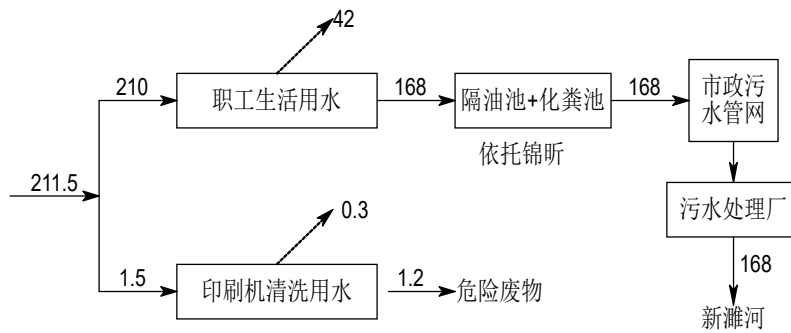 42
210
职工生活用水
168
隔油池+化粪池
168
市政污
水管网
依托锦昕
211.5
污水处理厂
0.3
168
1.5
印刷机清洗用水
1.2
危险废物
新濉河